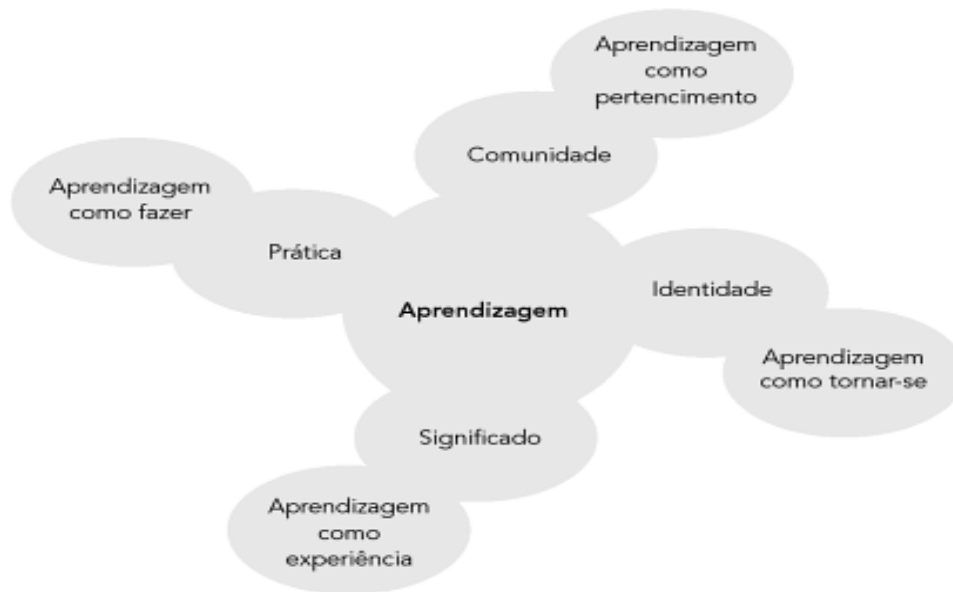 Aprendizagem
como
pertencimento
Comunidade
Aprendizagem
como fazer
Prática
Identidade
Aprendizagem
Aprendizagem
como tornar-se
Significado
Aprendizagem
como
experiência